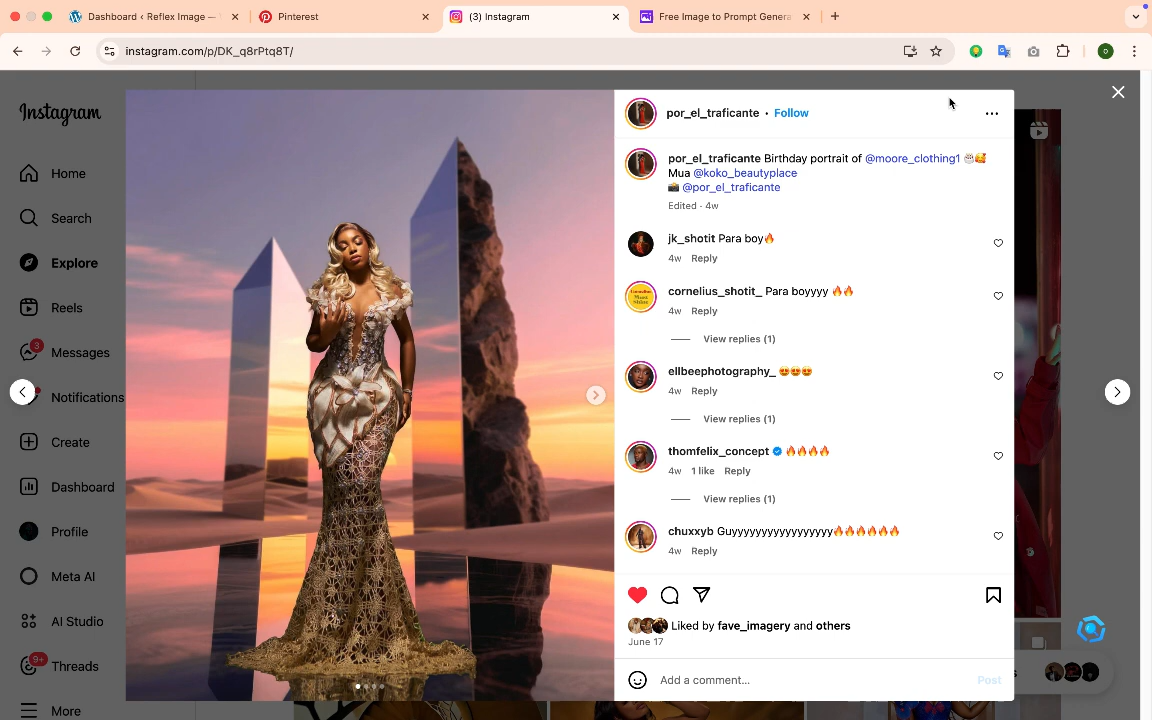 Dashboard ‹ Reflex Image —
Pinterest
(3) Instagram
Free Image to Prompt Genera
instagram.com/p/DK_q8rPtq8T/
Instagram
Home
Search
Explore
Reels
3
Messages
Notifications
Create
Dashboard
Profile
Meta AI
AI Studio
9+
Threads
More
por_el_traficante • Follow
por_el_traficante Birthday portrait of @moore_clothing1 🎂🥰
Mua @koko_beautyplace
📸 @por_el_traficante
Edited · 4w
jk_shotit Para boy🔥
4w Reply
cornelius_shotit_ Para boyyyy 🔥🔥
4w Reply
View replies (1)
ellbeephotography_ 😍😍😍
4w Reply
View replies (1)
thomfelix_concept 🔥🔥🔥🔥
4w 1 like Reply
View replies (1)
chuxxyb Guyyyyyyyyyyyyyyyyy🔥🔥🔥🔥🔥🔥
4w Reply
Liked by fave_imagery and others
June 17
Add a comment...
Post